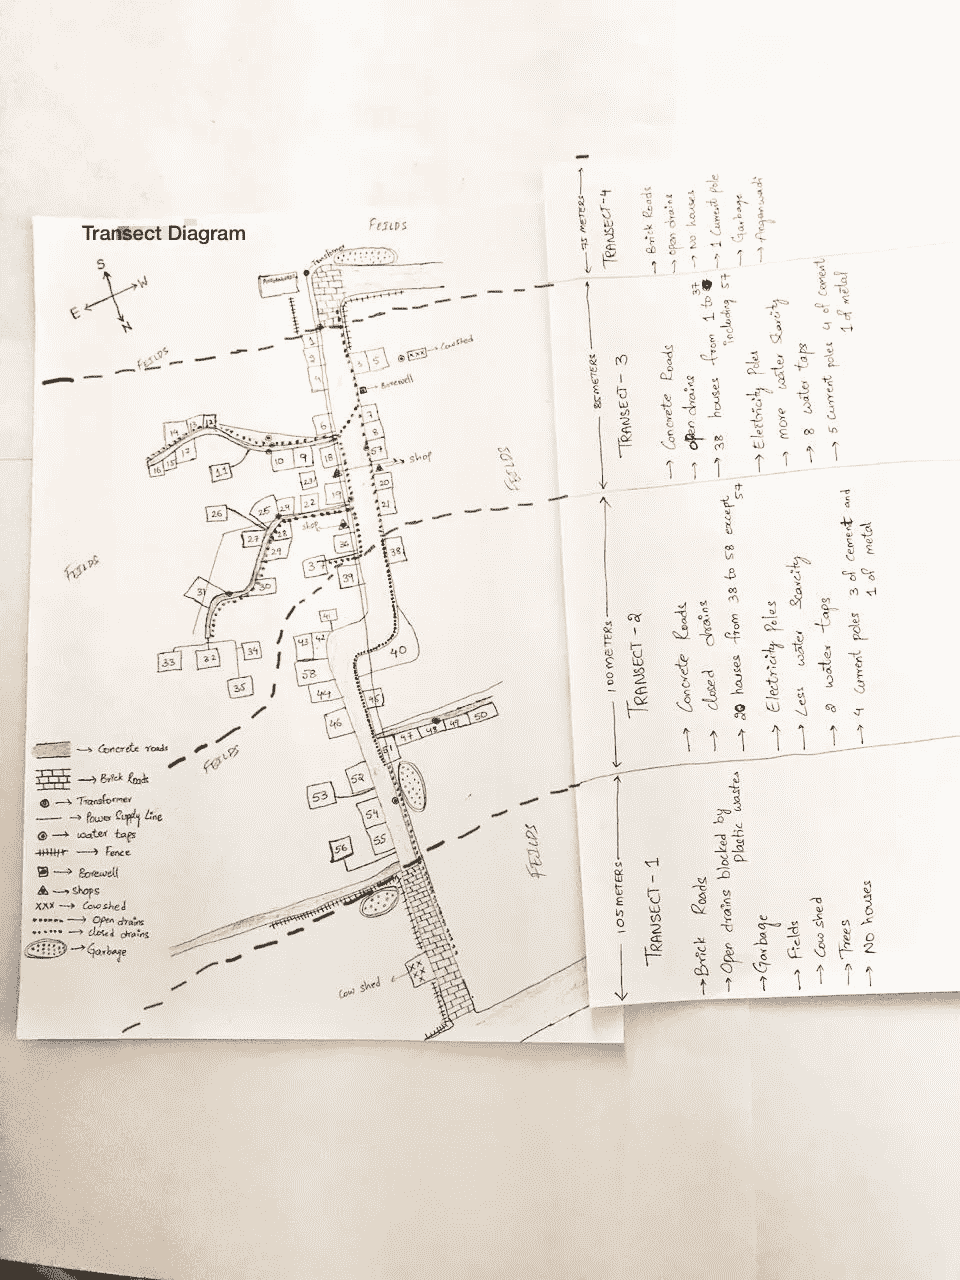 Transect Diagram
FEILDS
S
W
E
N
Transformer
FEILDS
Cowshed
Borewell
3
5
6
7
8
57
shop
14
13
12
17
16
15
11
10
9
18
23
19
20
21
22
24
25
26
27
28
29
shop
36
37
38
39
FEILDS
FEILDS
30
31
32
33
34
35
40
41
42
43
58
44
45
46
FEILDS
51
47
48
49
50
52
53
54
55
56
FEILDS
Cow shed
→ Concrete roads
→ Brick Roads
→ Transformer
→ Power Supply Line
→ water taps
→ Fence
→ Borewell
→ shops
XXX → Cowshed
→ Open drains
→ closed drains
→ Garbage
75 METERS
TRANSECT-4
→ Brick Roads
→ open drains
→ No houses
→ 1 Current Pole
→ Garbage
→ Anganwadi
85 METERS
TRANSECT - 3
→ Concrete Roads
→ open drains
→ 38 houses from 1 to 37
including 57
→ Electricity Poles
→ more water Scarcity
→ 8 water taps
→ 5 Current poles 4 of cement
1 of metal
100 METERS
TRANSECT - 2
→ Concrete Roads
→ closed drains
→ 20 houses from 38 to 58 except 57
→ Electricity Poles
→ Less water Scarcity
→ 2 water taps
→ 4 Current poles 3 of cement and
1 of metal
105 METERS
TRANSECT - 1
→ Brick Roads
→ Open drains blocked by
Plastic wastes
→ Garbage
→ Fields
→ Cow shed
→ Trees
→ No houses